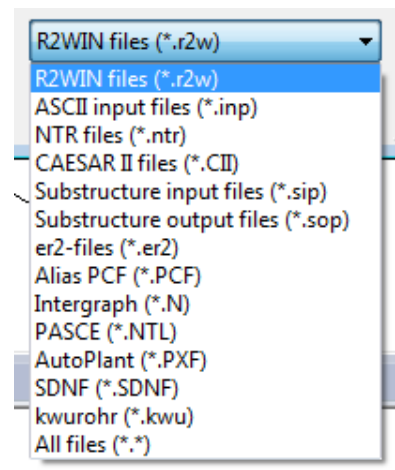 R2WIN files (*.r2w)
R2WIN files (*.r2w)
ASCII input files (*.inp)
NTR files (*.ntr)
CAESAR II files (*.CII)
Substructure input files (*.sip)
Substructure output files (*.sop)
er2-files (*.er2)
Alias PCF (*.PCF)
Intergraph (*.N)
PASCE (*.NTL)
AutoPlant (*.PXF)
SDNF (*.SDNF)
kwurohr (*.kwu)
All files (*.*)